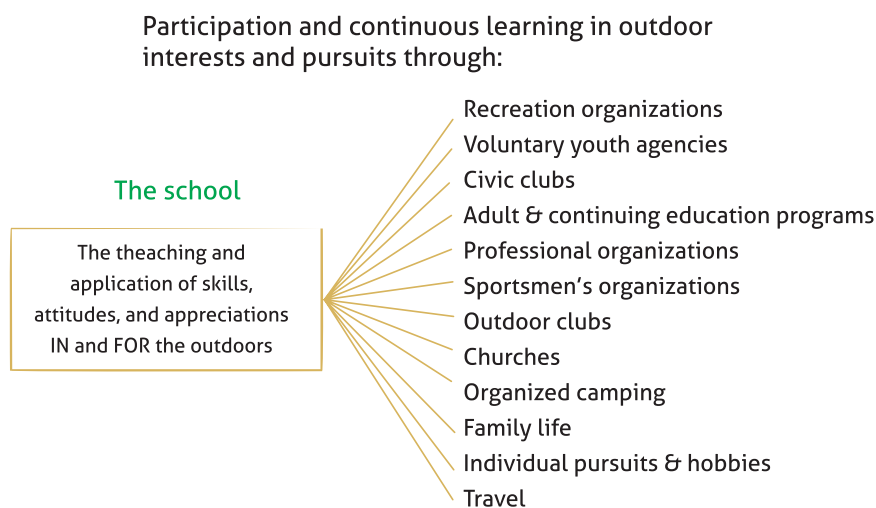 Participation and continuous learning in outdoor
interests and pursuits through:
The school
The theaching and
application of skills,
attitudes, and appreciations
IN and FOR the outdoors
Recreation organizations
Voluntary youth agencies
Civic clubs
Adult & continuing education programs
Professional organizations
Sportsmen’s organizations
Outdoor clubs
Churches
Organized camping
Family life
Individual pursuits & hobbies
Travel